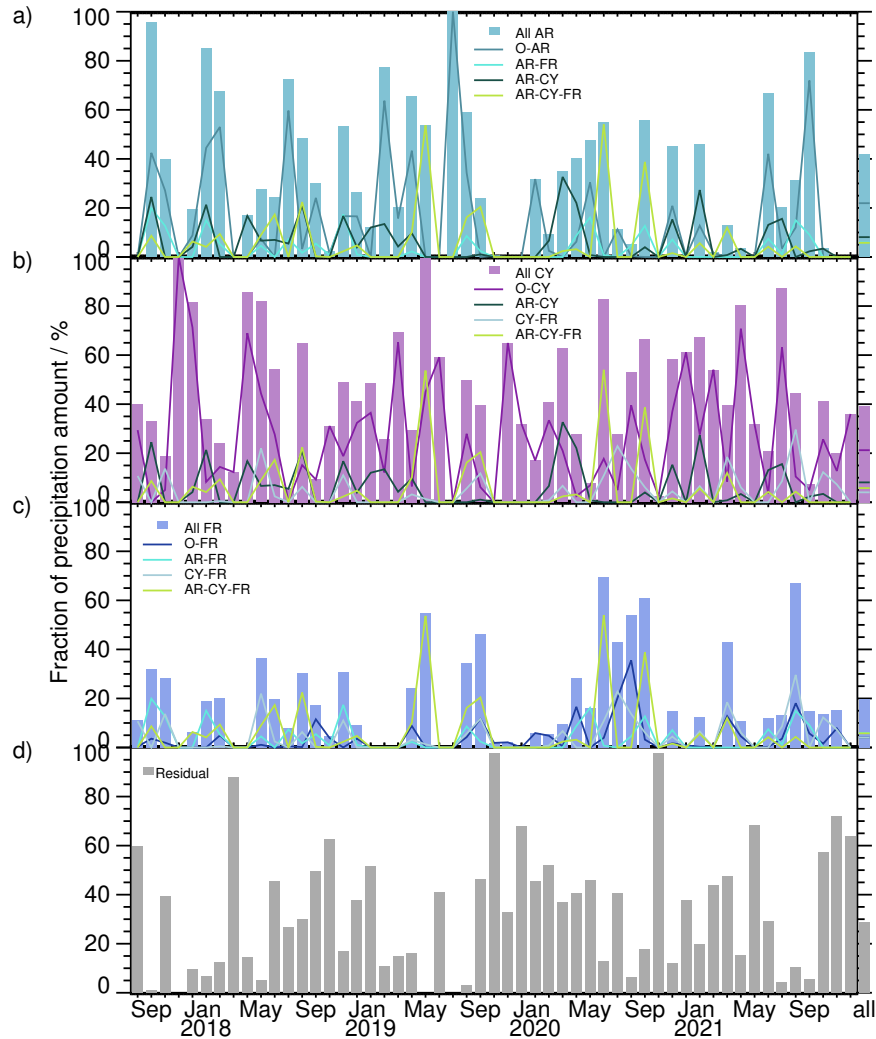 a)
100
80
60
40
20
0
All AR
O-AR
AR-FR
AR-CY
AR-CY-FR
b)
100
80
60
40
20
0
All CY
O-CY
AR-CY
CY-FR
AR-CY-FR
Fraction of precipitation amount / %
c)
100
80
60
40
20
0
All FR
O-FR
AR-FR
CY-FR
AR-CY-FR
d)
100
80
60
40
20
0
Residual
Sep Jan May Sep Jan May Sep Jan May Sep Jan May Sep all
2018 2019 2020 2021